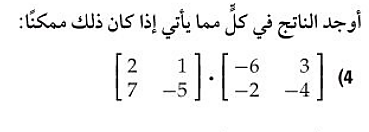 أوجد الناتج في كلٍّ مما يأتي إذا كان ذلك ممكنًا:
(4 [2 1; 7 -5] · [-6 3; -2 -4]